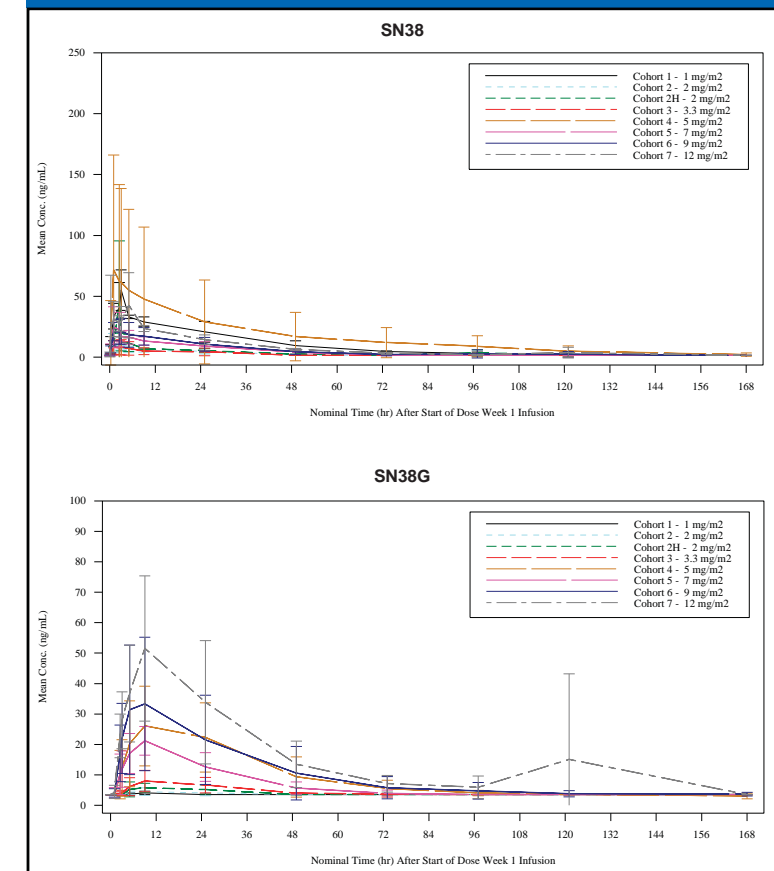 SN38
250
200
150
100
50
0
Mean Conc. (ng/mL)
Cohort 1 - 1 mg/m2
Cohort 2 - 2 mg/m2
Cohort 2H - 2 mg/m2
Cohort 3 - 3.3 mg/m2
Cohort 4 - 5 mg/m2
Cohort 5 - 7 mg/m2
Cohort 6 - 9 mg/m2
Cohort 7 - 12 mg/m2
0 12 24 36 48 60 72 84 96 108 120 132 144 156 168
Nominal Time (hr) After Start of Dose Week 1 Infusion
SN38G
100
90
80
70
60
50
40
30
20
10
0
Mean Conc. (ng/mL)
Cohort 1 - 1 mg/m2
Cohort 2 - 2 mg/m2
Cohort 2H - 2 mg/m2
Cohort 3 - 3.3 mg/m2
Cohort 4 - 5 mg/m2
Cohort 5 - 7 mg/m2
Cohort 6 - 9 mg/m2
Cohort 7 - 12 mg/m2
0 12 24 36 48 60 72 84 96 108 120 132 144 156 168
Nominal Time (hr) After Start of Dose Week 1 Infusion